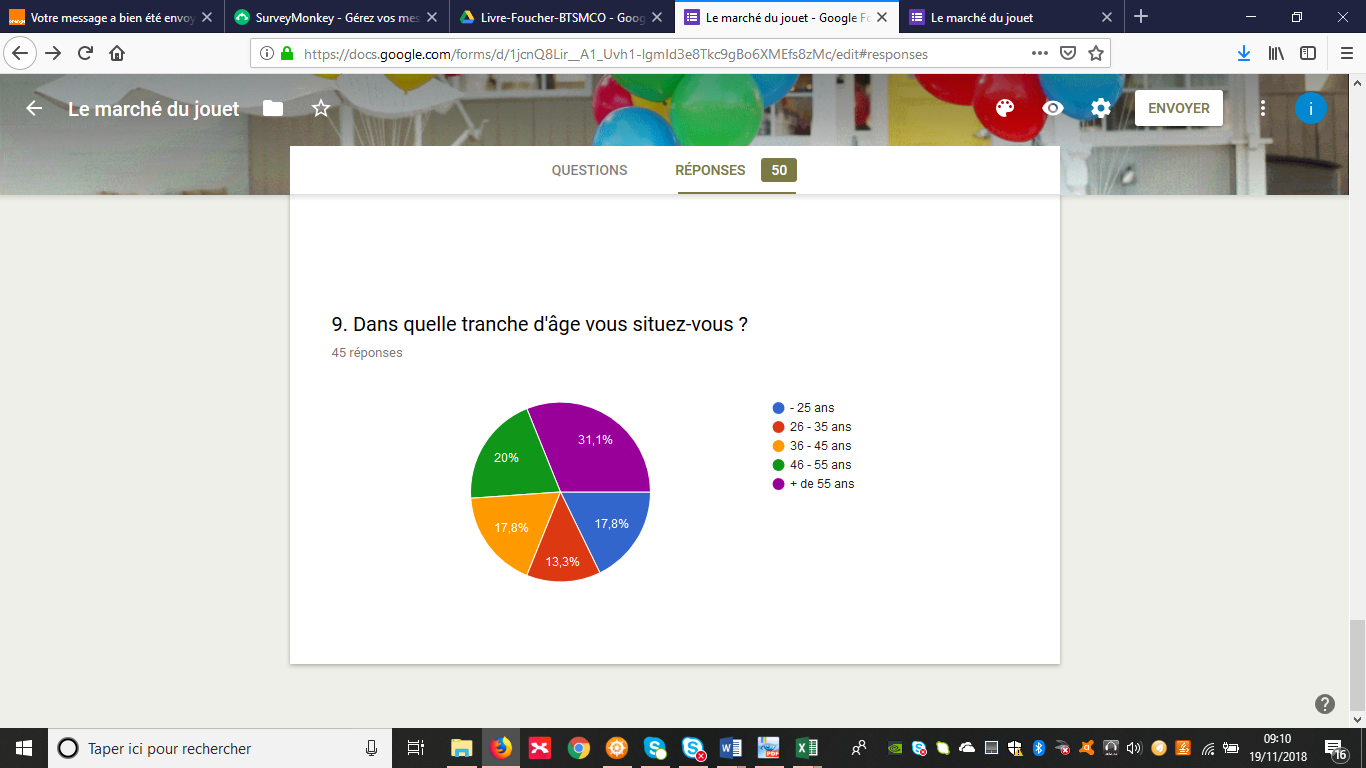 Votre message a bien été envoy
SurveyMonkey - Gérez vos mes
Livre-Foucher-BTSMCO - Goog
Le marché du jouet - Google Fo
Le marché du jouet
https://docs.google.com/forms/d/1jcnQ8Lir__A1_Uvh1-IgmId3e8Tkc9gBo6XMEfs8zMc/edit#responses
Le marché du jouet
ENVOYER
i
QUESTIONS
RÉPONSES 50
9. Dans quelle tranche d'âge vous situez-vous ?
45 réponses
31,1%
20%
17,8%
17,8%
13,3%
- 25 ans
26 - 35 ans
36 - 45 ans
46 - 55 ans
+ de 55 ans
Taper ici pour rechercher
09:10
19/11/2018
16